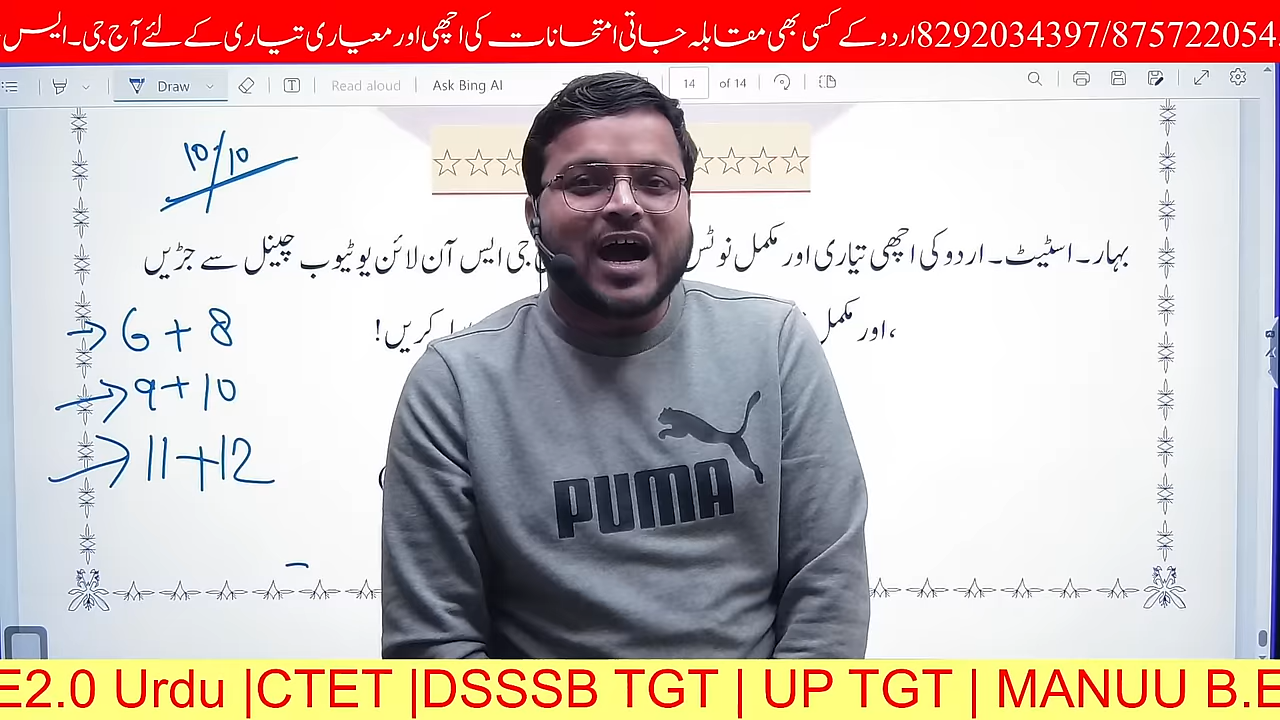 8292034397/875722054اردو کے کسی بھی مقابلہ جاتی امتحانات کی اچھی اور معیاری تیاری کے لئے آج جی۔ایس
Draw
T
Read aloud
Ask Bing AI
14
of 14
10/10
بہار۔اسٹیٹ۔اردو کی اچھی تیاری اور مکمل نوٹس جی ایس آن لائن یوٹیوب چینل سے جڑیں
،اور مکمل کریں!
→ 6 + 8
→ 9 + 10
→ 11 + 12
PUMA
E2.0 Urdu |CTET |DSSSB TGT | UP TGT | MANUU B.E